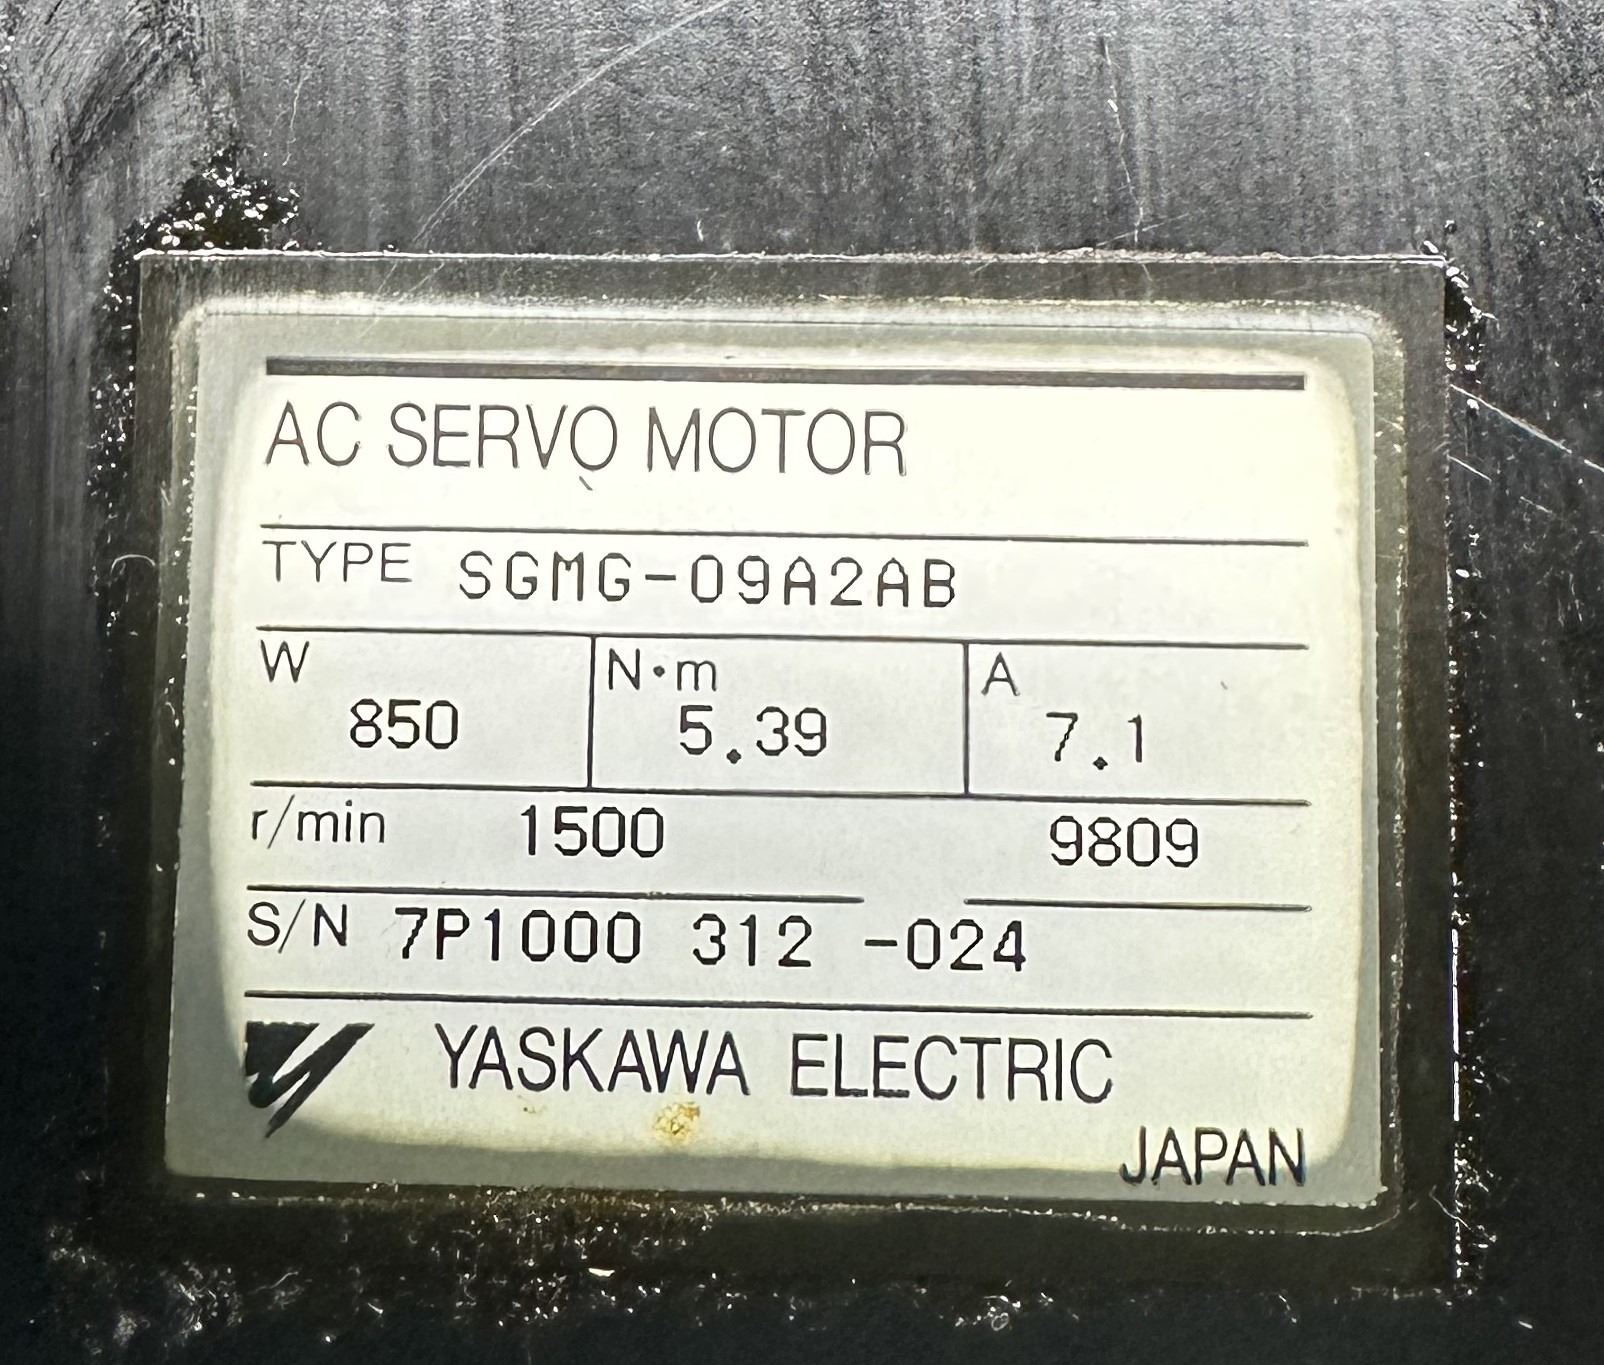 AC SERVO MOTOR
TYPE SGMG-09A2AB
W 850 N·m 5.39 A 7.1
r/min 1500 9809
S/N 7P1000 312 -024
YASKAWA ELECTRIC
JAPAN